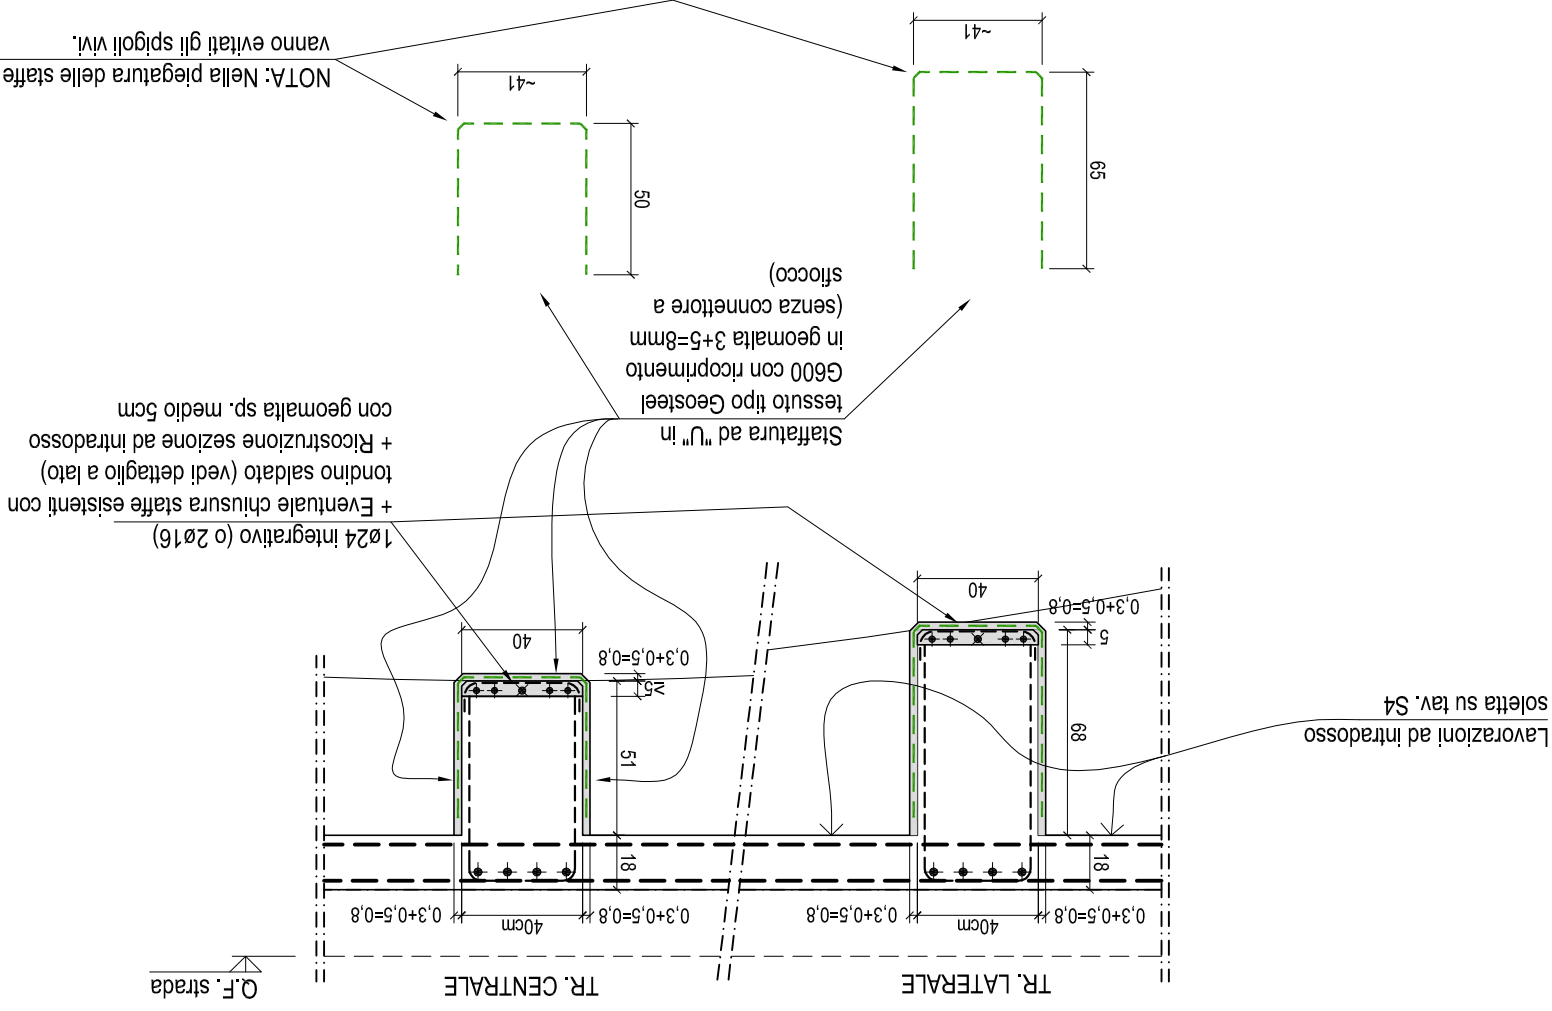 TR. LATERALE
TR. CENTRALE
Q.F. strada
0,3+0,5=0,8
40cm
0,3+0,5=0,8
0,3+0,5=0,8
40cm
0,3+0,5=0,8
18
18
Lavorazioni ad intradosso
soletta su tav. S4
68
51
5
0,3+0,5=0,8
40
≥5
0,3+0,5=0,8
40
1ø24 integrativo (o 2ø16)
+ Eventuale chiusura staffe esistenti con
tondino saldato (vedi dettaglio a lato)
+ Ricostruzione sezione ad intradosso
con geomalta sp. medio 5cm
Staffatura ad "U" in
tessuto tipo Geosteel
G600 con ricoprimento
in geomalta 3+5=8mm
(senza connettore a
sfiocco)
65
~41
50
~41
NOTA: Nella piegatura delle staffe
vanno evitati gli spigoli vivi.